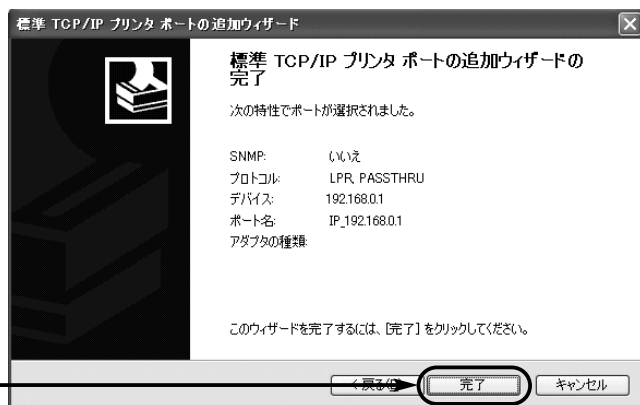 標準 TCP/IP プリンタ ポートの追加ウィザード
標準 TCP/IP プリンタ ポートの追加ウィザードの
完了
次の特性でポートが選択されました。
SNMP: いいえ
プロトコル: LPR, PASSTHRU
デバイス: 192.168.0.1
ポート名: IP_192.168.0.1
アダプタの種類:
このウィザードを完了するには、[完了] をクリックしてください。
< 戻る(B) 完了 キャンセル